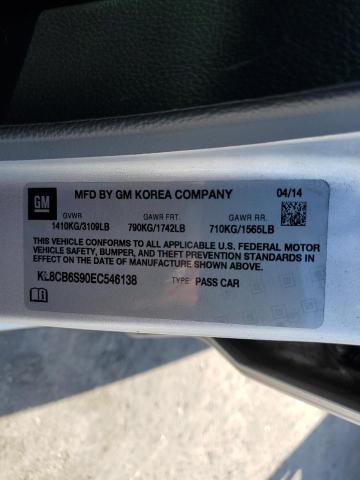 GM
MFD BY GM KOREA COMPANY 04/14
GVWR GAWR FRT. GAWR RR.
1410KG/3109LB 790KG/1742LB 710KG/1565LB
THIS VEHICLE CONFORMS TO ALL APPLICABLE U.S. FEDERAL MOTOR
VEHICLE SAFETY, BUMPER, AND THEFT PREVENTION STANDARDS IN
EFFECT ON THE DATE OF MANUFACTURE SHOWN ABOVE.
KL8CB6S90EC546138 TYPE: PASS CAR